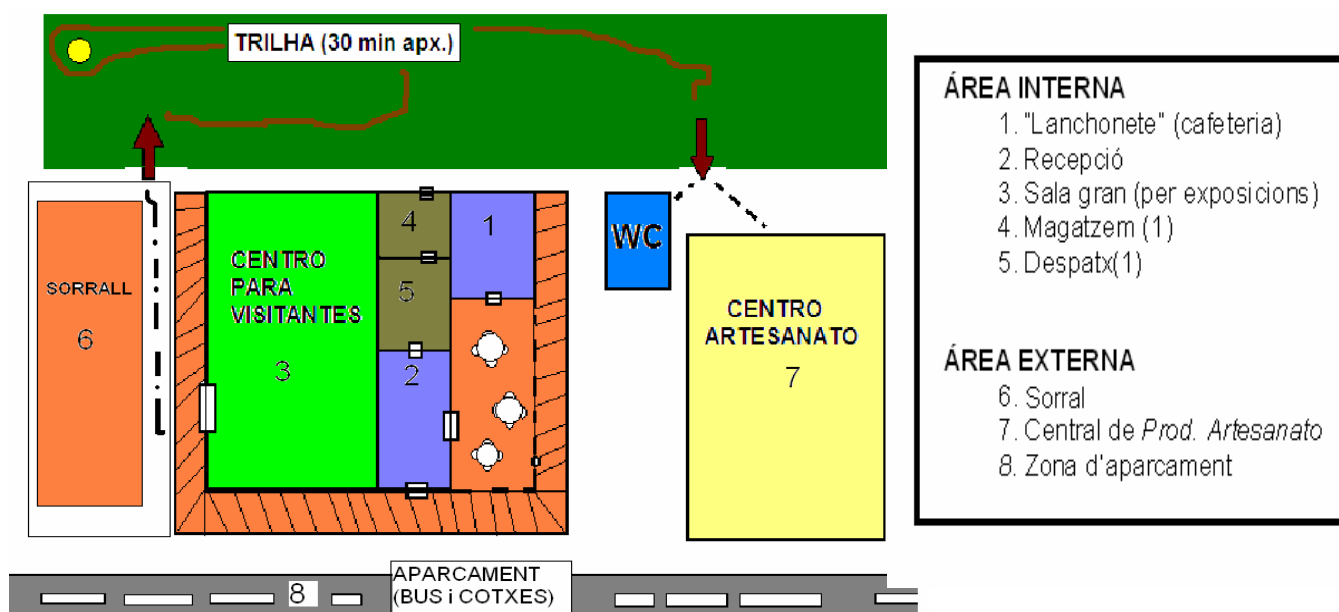 TRILHA (30 min apx.)
SORRALL
6
CENTRO
PARA
VISITANTES
3
4
5
2
1
WC
CENTRO
ARTESANATO
7
8
APARCAMENT
(BUS i COTXES)
ÁREA INTERNA
1. "Lanchonete" (cafeteria)
2. Recepció
3. Sala gran (per exposicions)
4. Magatzem (1)
5. Despatx(1)
ÁREA EXTERNA
6. Sorral
7. Central de Prod. Artesanato
8. Zona d'aparcament